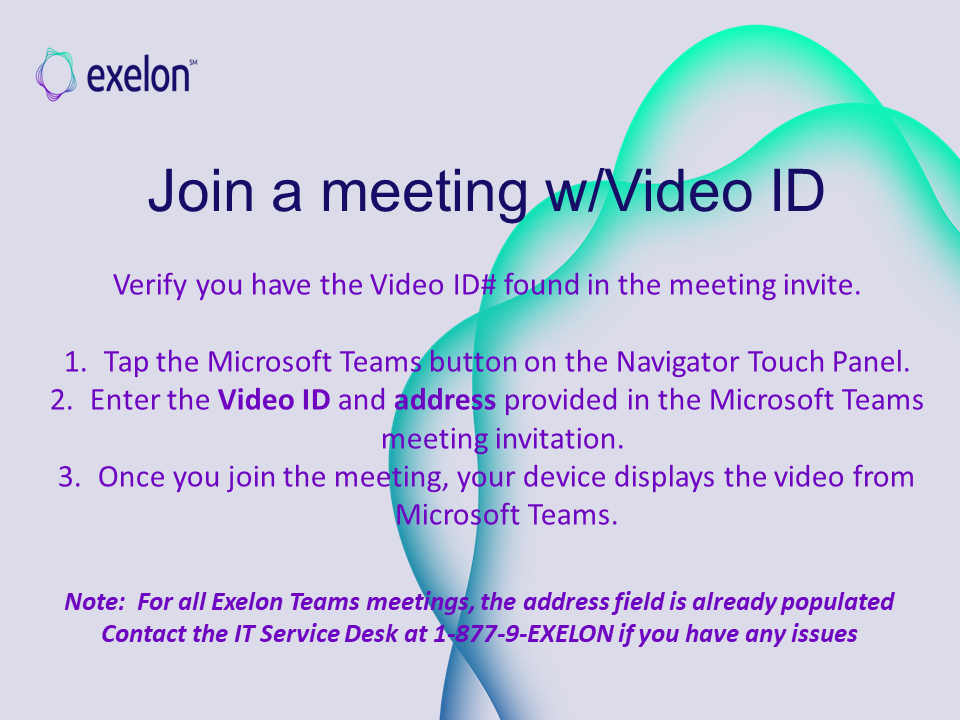 exelon℠
Join a meeting w/Video ID
Verify you have the Video ID# found in the meeting invite.
1. Tap the Microsoft Teams button on the Navigator Touch Panel.
2. Enter the Video ID and address provided in the Microsoft Teams
meeting invitation.
3. Once you join the meeting, your device displays the video from
Microsoft Teams.
Note: For all Exelon Teams meetings, the address field is already populated
Contact the IT Service Desk at 1-877-9-EXELON if you have any issues